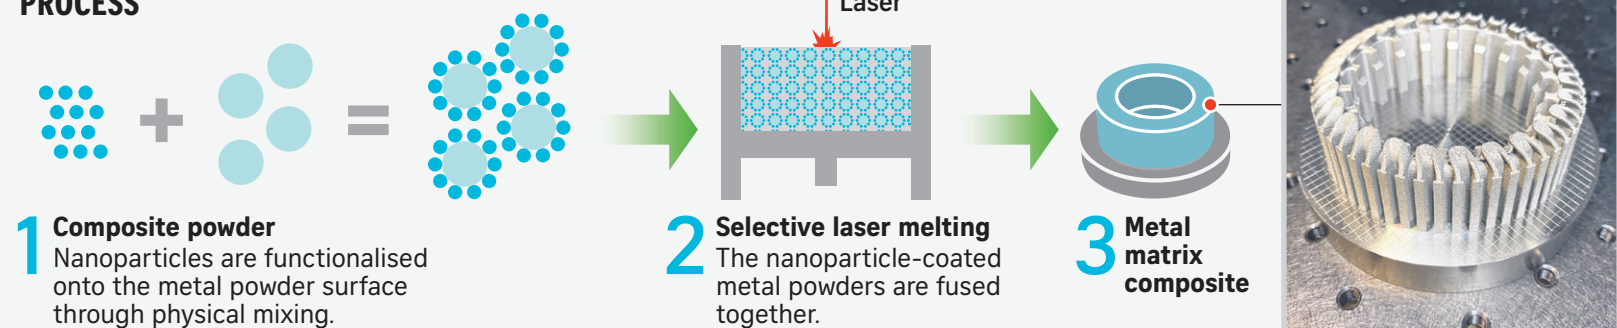 PROCESS
Laser
1 Composite powder
Nanoparticles are functionalised
onto the metal powder surface
through physical mixing.
2 Selective laser melting
The nanoparticle-coated
metal powders are fused
together.
3 Metal
matrix
composite